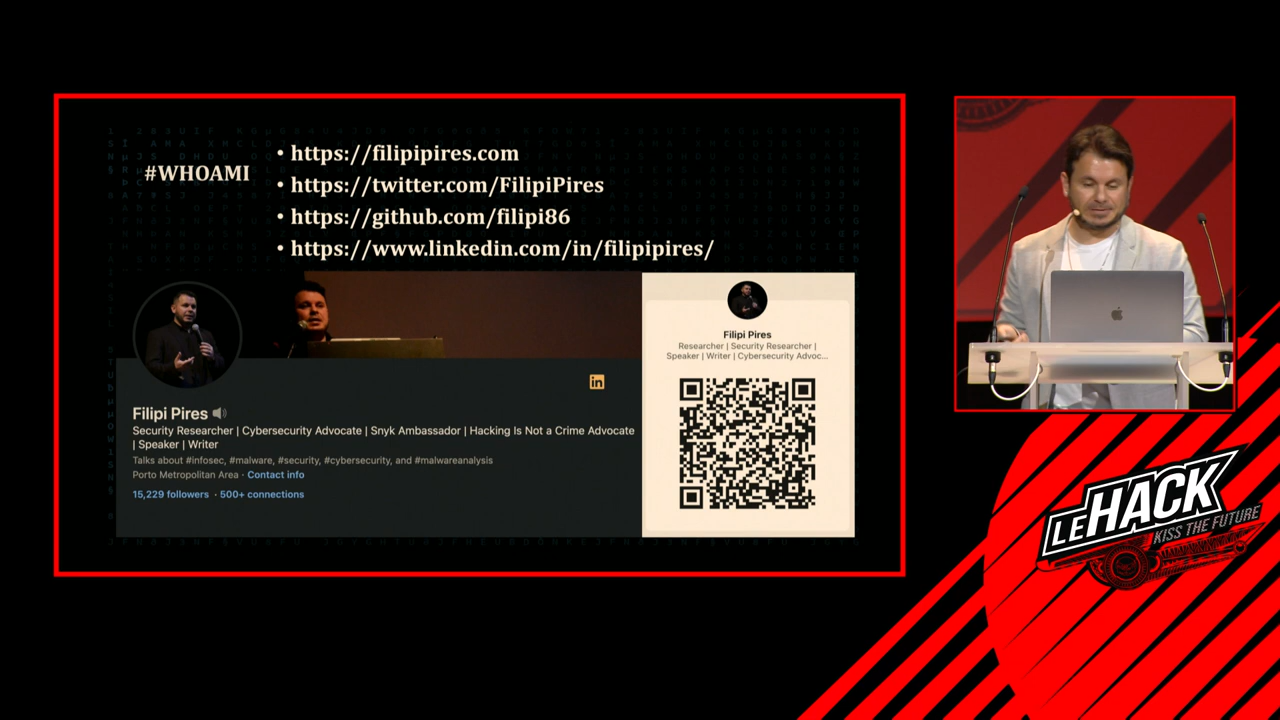 #WHOAMI
• https://filipipires.com
• https://twitter.com/FilipiPires
• https://github.com/filipi86
• https://www.linkedin.com/in/filipipires/
in
Filipi Pires
Security Researcher | Cybersecurity Advocate | Snyk Ambassador | Hacking Is Not a Crime Advocate
| Speaker | Writer
Talks about #infosec, #malware, #security, #cybersecurity, and #malwareanalysis
Porto Metropolitan Area · Contact info
15,229 followers · 500+ connections
Filipi Pires
Researcher | Security Researcher |
Speaker | Writer | Cybersecurity Advoc...
LEHACK
KISS THE FUTURE